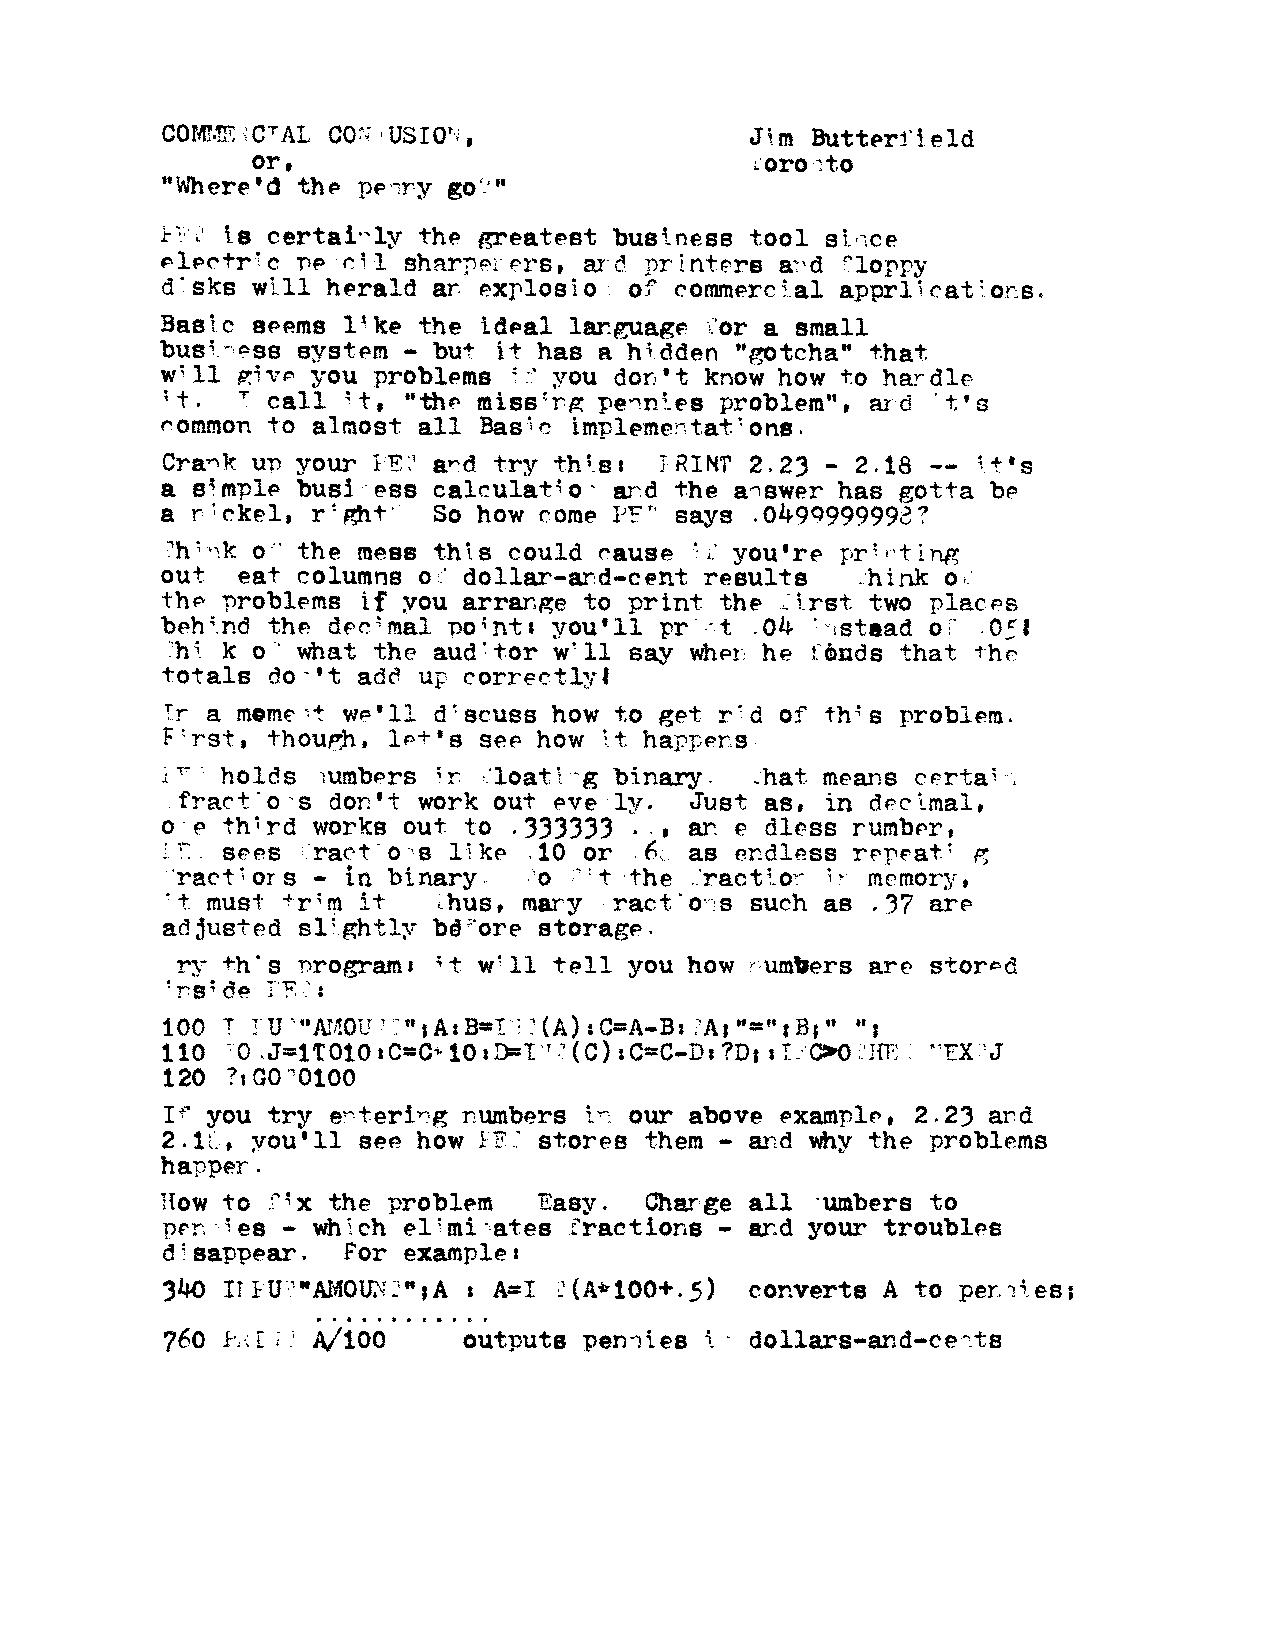 COMMERCIAL CONFUSION, Jim Butterfield
or, Toronto
"Where'd the penny go?"
PET is certainly the greatest business tool since
electric pencil sharpeners, and printers and floppy
disks will herald an explosion of commercial apprlications.
Basic seems like the ideal language for a small
business system - but it has a hidden "gotcha" that
will give you problems if you don't know how to handle
it. I call it, "the missing pennies problem", and it's
common to almost all Basic implementations.
Crank up your PET and try this: PRINT 2.23 - 2.18 -- it's
a simple business calculation and the answer has gotta be
a nickel, right? So how come PET says .0499999998?
Think of the mess this could cause if you're printing
out neat columns of dollar-and-cent results Think of
the problems if you arrange to print the first two places
behind the decimal point: you'll print .04 instead of .05!
Think of what the auditor will say when he finds that the
totals don't add up correctly!
In a moment we'll discuss how to get rid of this problem.
First, though, let's see how it happens.
PET holds numbers in floating binary. That means certain
fractions don't work out evenly. Just as, in decimal,
one third works out to .333333 ..., an endless number,
PET sees fractions like .10 or as endless repeating
fractions - in binary. To fit the fraction in memory,
it must trim it Thus, many fractions such as .37 are
adjusted slightly before storage.
Try this program: it will tell you how numbers are stored
inside PET:
100 INPUT"AMOUNT";A:B=INT(A):C=A-B:?A;"=";B;" ";
110 FORJ=1TO10:C=C*10:D=INT(C):C=C-D:?D;:IFC>0THEN NEXTJ
120 ?:GOTO100
If you try entering numbers in our above example, 2.23 and
2.18, you'll see how PET stores them - and why the problems
happen.
How to fix the problem Easy. Change all numbers to
pennies - which eliminates fractions - and your troubles
disappear. For example:
340 INPUT"AMOUNT";A : A=INT(A*100+.5) converts A to pennies;
............
760 PRINT A/100 outputs pennies in dollars-and-cents